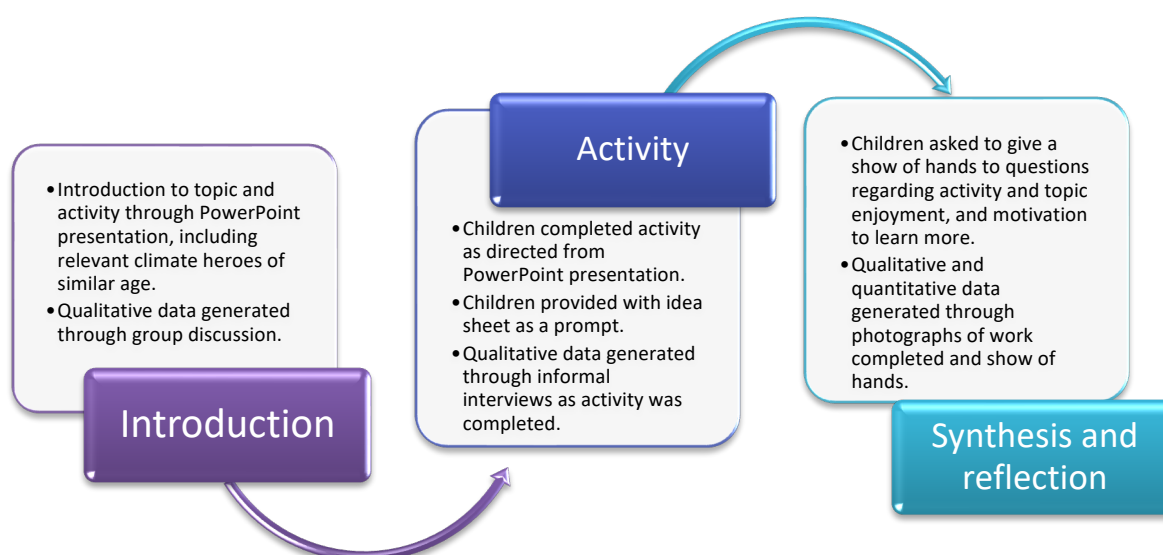 •Introduction to topic and
activity through PowerPoint
presentation, including
relevant climate heroes of
similar age.
•Qualitative data generated
through group discussion.
Introduction
Activity
•Children completed activity
as directed from
PowerPoint presentation.
•Children provided with idea
sheet as a prompt.
•Qualitative data generated
through informal
interviews as activity was
completed.
•Children asked to give a
show of hands to questions
regarding activity and topic
enjoyment, and motivation
to learn more.
•Qualitative and
quantitative data
generated through
photographs of work
completed and show of
hands.
Synthesis and
reflection